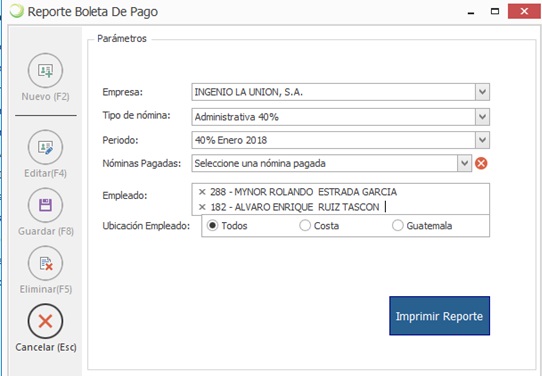 Reporte Boleta De Pago
Parámetros
Nuevo (F2)
Editar(F4)
Guardar (F8)
Eliminar(F5)
Cancelar (Esc)
Empresa: INGENIO LA UNION, S.A.
Tipo de nómina: Administrativa 40%
Periodo: 40% Enero 2018
Nóminas Pagadas: Seleccione una nómina pagada
Empleado: × 288 - MYNOR ROLANDO ESTRADA GARCIA
× 182 - ALVARO ENRIQUE RUIZ TASCON
Ubicación Empleado: Todos Costa Guatemala
Imprimir Reporte